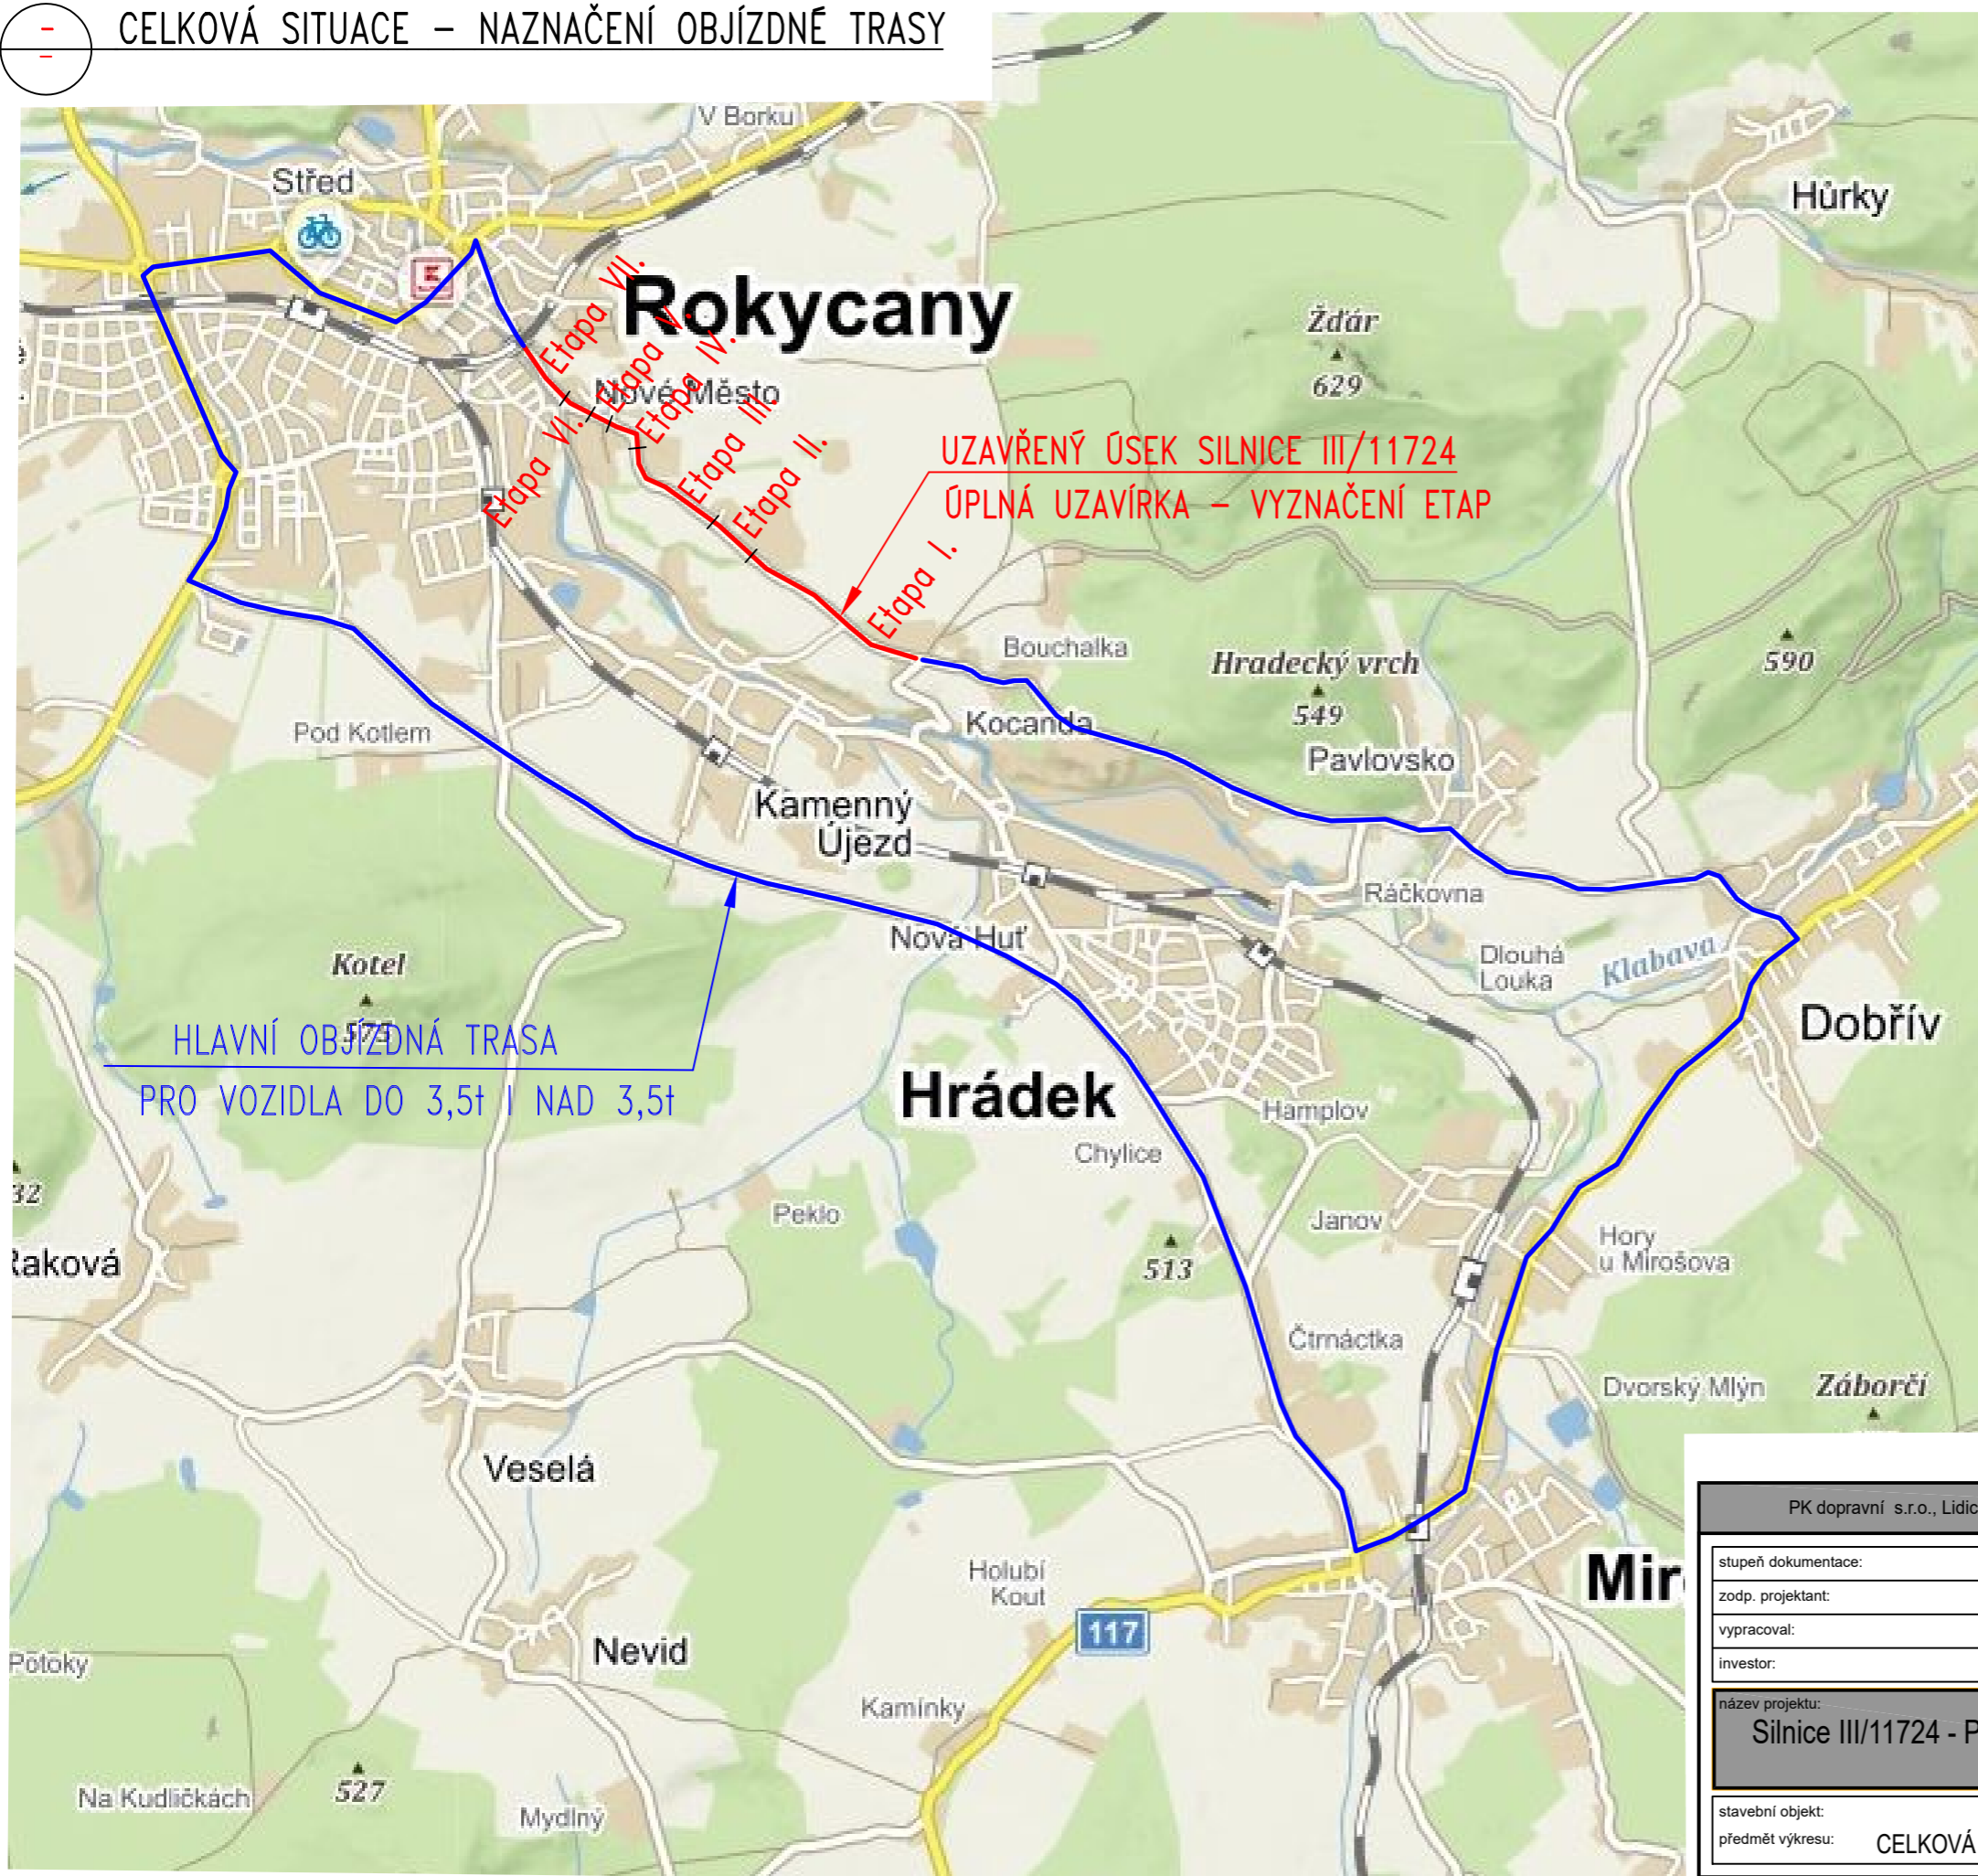 CELKOVÁ SITUACE – NAZNAČENÍ OBJÍZDNÉ TRASY
V Borku
Střed
Hůrky
Rokycany
Etapa VII.
Etapa V.
Etapa IV.
Nové Město
Etapa VI.
Etapa III.
Etapa II.
Žďár
629
UZAVŘENÝ ÚSEK SILNICE III/11724
ÚPLNÁ UZAVÍRKA – VYZNAČENÍ ETAP
Etapa I.
Bouchalka
Hradecký vrch
549
590
Pod Kotlem
Kocanda
Pavlovsko
Kamenný
Újezd
Ráčkovna
Nová Huť
Dlouhá
Louka
Klabava
Kotel
575
Dobřív
HLAVNÍ OBJÍZDNÁ TRASA
PRO VOZIDLA DO 3,5t I NAD 3,5t
Hrádek
Hamplov
Chylice
32
Peklo
Janov
Hory
u Mirošova
Raková
513
Čtrnáctka
Dvorský Mlýn
Záborčí
Veselá
Holubí
Kout
Mir
117
Nevid
Potoky
Kamínky
527
Na Kudličkách
Mydlný
PK dopravní s.r.o., Lidic
stupeň dokumentace:
zodp. projektant:
vypracoval:
investor:
název projektu:
Silnice III/11724 - P
stavební objekt:
předmět výkresu: CELKOVÁ